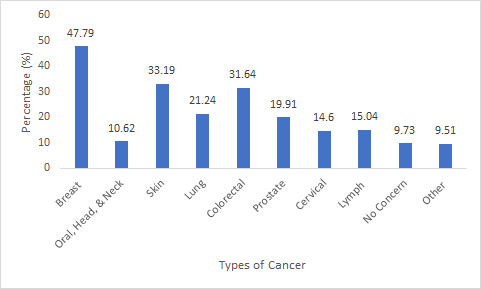 60
50
40
30
20
10
0
Percentage (%)
47.79
10.62
33.19
21.24
31.64
19.91
14.6
15.04
9.73
9.51
Breast
Oral, Head, & Neck
Skin
Lung
Colorectal
Prostate
Cervical
Lymph
No Concern
Other
Types of Cancer